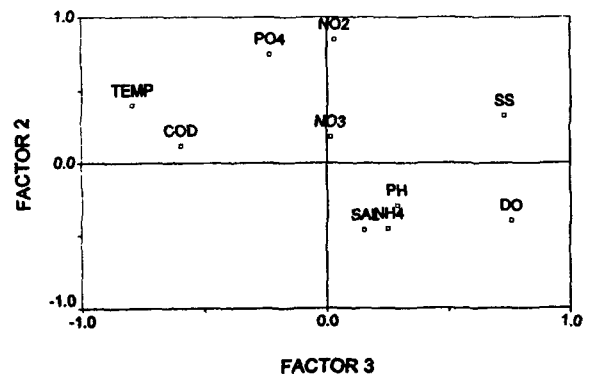 1.0
NO2
PO4
TEMP
SS
COD
NO3
FACTOR 2
0.0
PH
SAL
NH4
DO
-1.0
-1.0
0.0
1.0
FACTOR 3